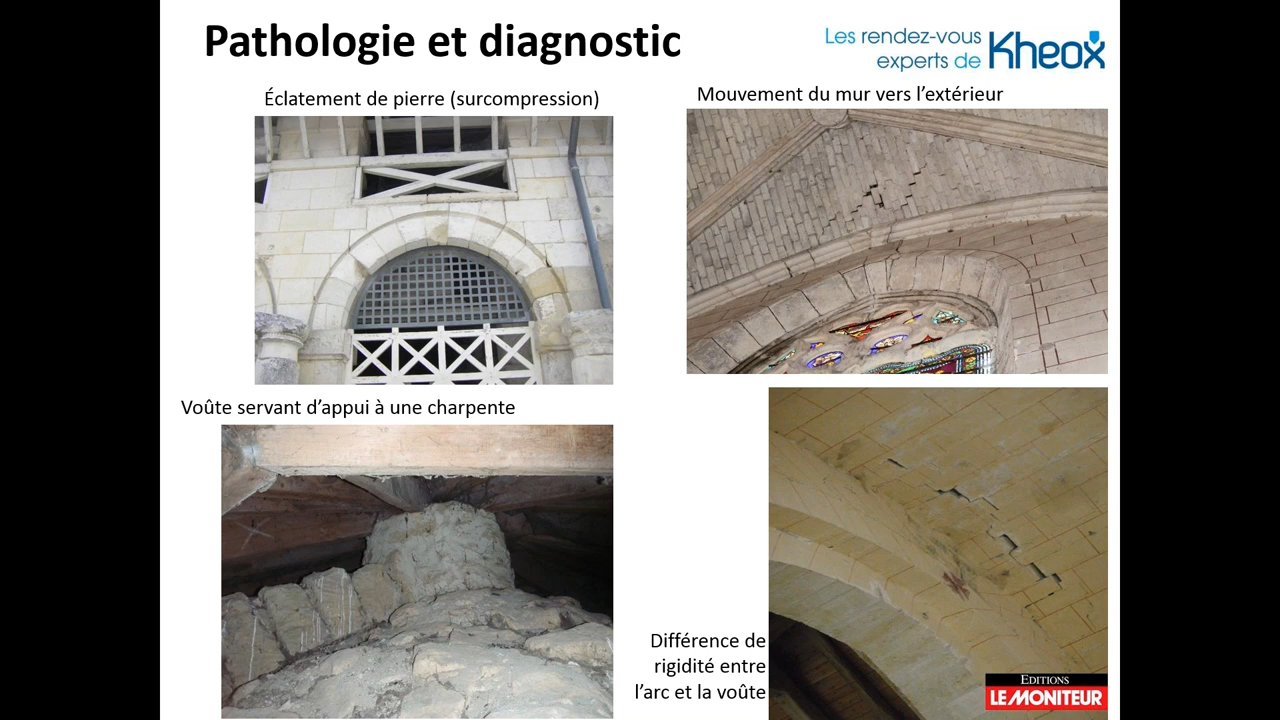 Pathologie et diagnostic
Les rendez-vous
experts de Kheox
Éclatement de pierre (surcompression)
Mouvement du mur vers l’extérieur
Voûte servant d’appui à une charpente
Différence de
rigidité entre
l’arc et la voûte
EDITIONS
LE MONITEUR